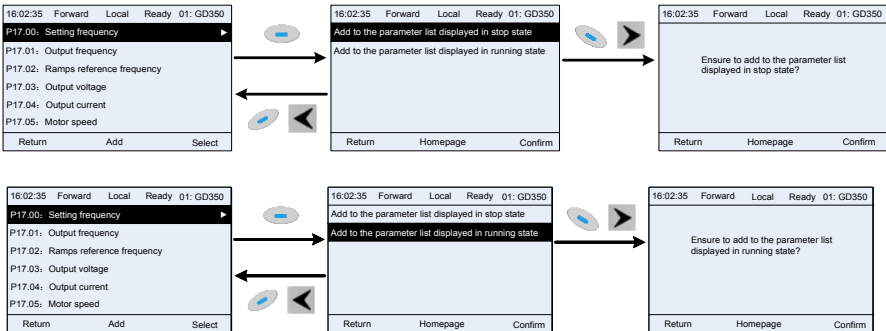 16:02:35 Forward Local Ready 01: GD350
P17.00: Setting frequency
P17.01: Output frequency
P17.02: Ramps reference frequency
P17.03: Output voltage
P17.04: Output current
P17.05: Motor speed
Return Add Select
16:02:35 Forward Local Ready 01: GD350
Add to the parameter list displayed in stop state
Add to the parameter list displayed in running state
Return Homepage Confirm
16:02:35 Forward Local Ready 01: GD350
Ensure to add to the parameter list
displayed in stop state?
Return Homepage Confirm
16:02:35 Forward Local Ready 01: GD350
P17.00: Setting frequency
P17.01: Output frequency
P17.02: Ramps reference frequency
P17.03: Output voltage
P17.04: Output current
P17.05: Motor speed
Return Add Select
16:02:35 Forward Local Ready 01: GD350
Add to the parameter list displayed in stop state
Add to the parameter list displayed in running state
Return Homepage Confirm
16:02:35 Forward Local Ready 01: GD350
Ensure to add to the parameter list
displayed in running state?
Return Homepage Confirm